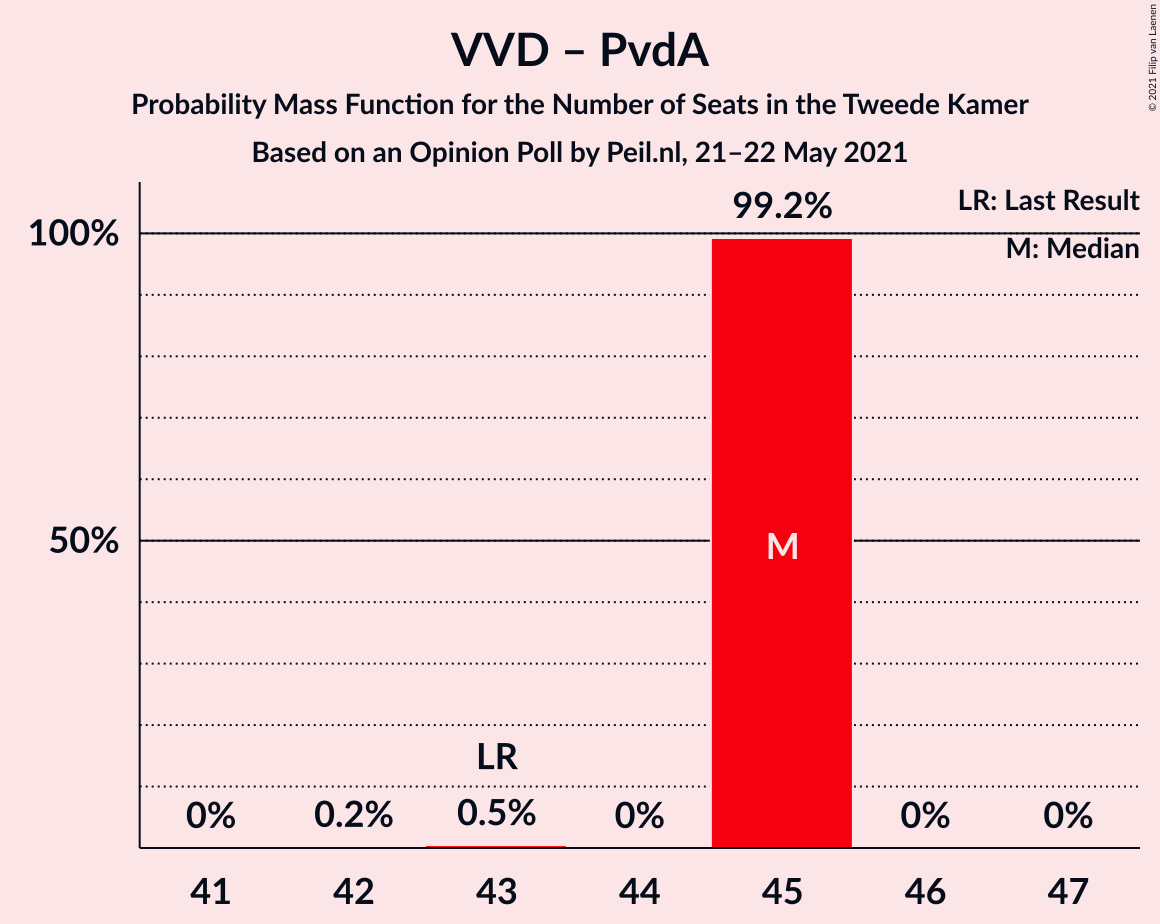 VVD – PvdA
Probability Mass Function for the Number of Seats in the Tweede Kamer
Based on an Opinion Poll by Peil.nl, 21–22 May 2021
© 2021 Filip van Laenen
LR: Last Result
M: Median
100%
50%
99.2%
M
LR
0%
0.2%
0.5%
0%
0%
0%
41
42
43
44
45
46
47